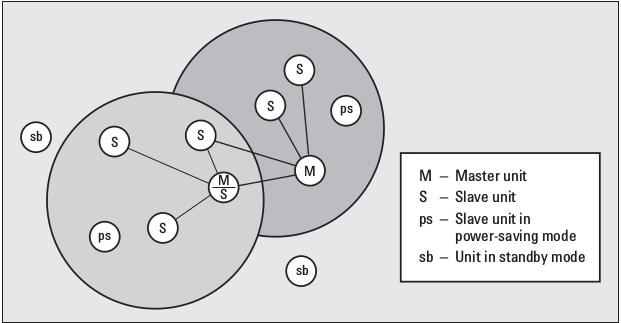 S
S
ps
sb
S
S
M
M
S
S
ps
sb
M – Master unit
S – Slave unit
ps – Slave unit in
power-saving mode
sb – Unit in standby mode